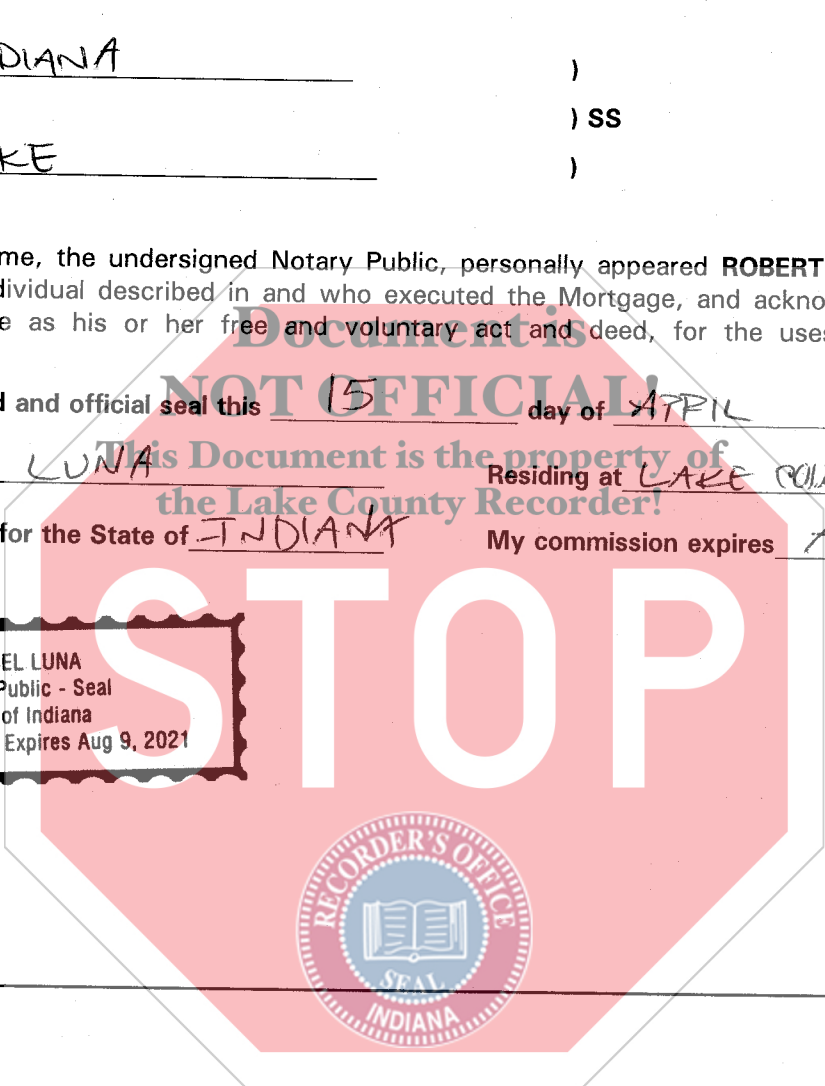 DIANA
)
) SS
KE
)
me, the undersigned Notary Public, personally appeared ROBERT
dividual described in and who executed the Mortgage, and ackno
e as his or her free and voluntary act and deed, for the uses
Document is
NOT OFFICIAL!
This Document is the property of
the Lake County Recorder!
d and official seal this 15 day of APRIL
LUNA Residing at LAKE COU
for the State of INDIANA My commission expires
STOP
EL LUNA
Public - Seal
of Indiana
Expires Aug 9, 2021
RECORDER'S OFFICE
SEAL
INDIANA